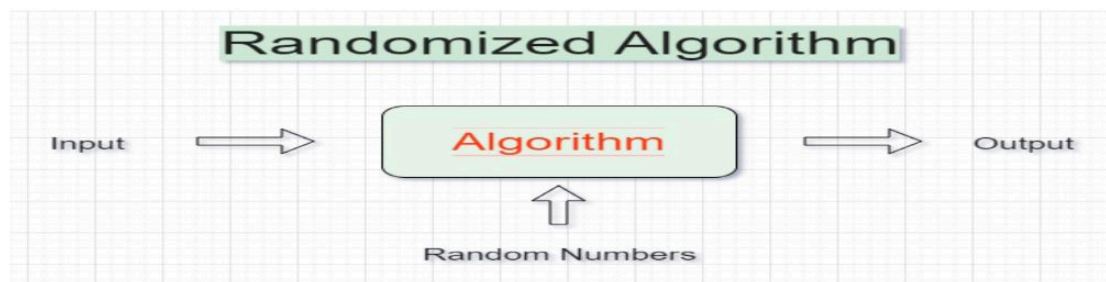 Randomized Algorithm
Input
Algorithm
Output
Random Numbers